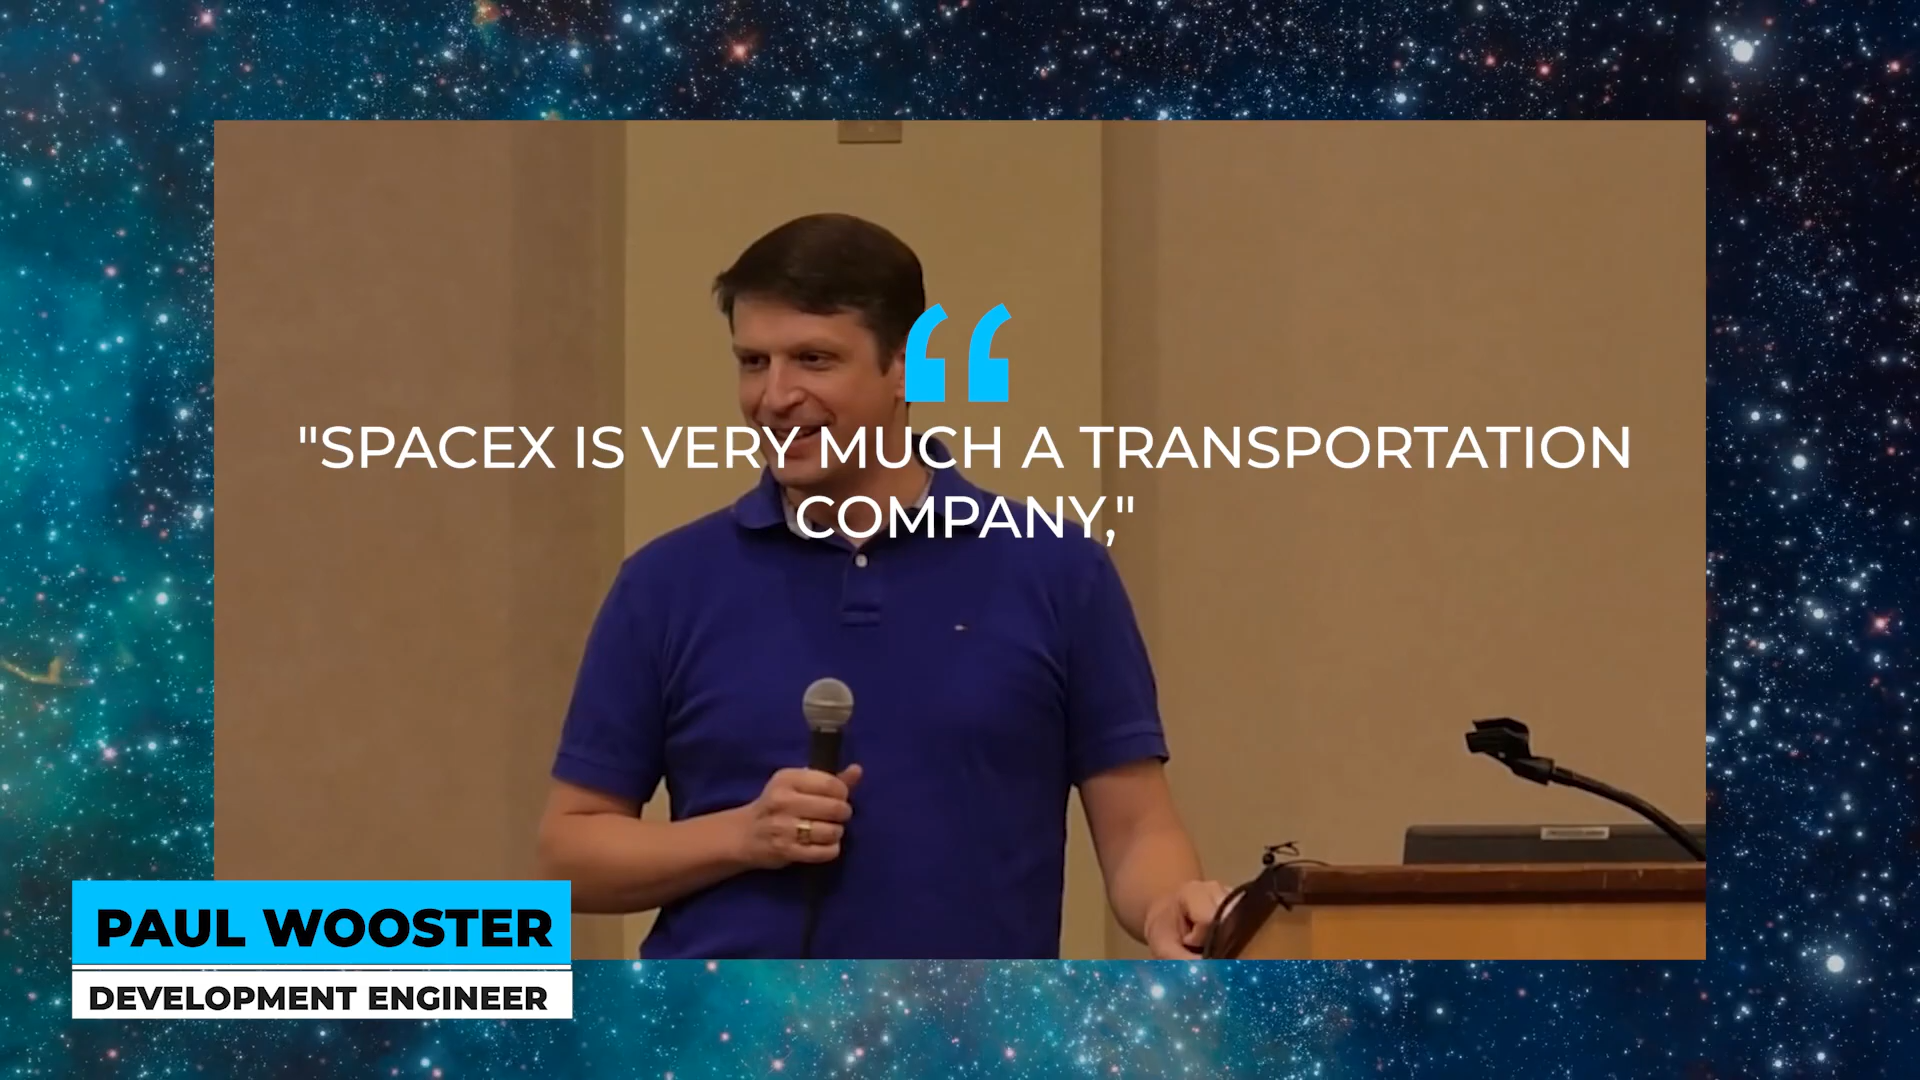 "SPACEX IS VERY MUCH A TRANSPORTATION
COMPANY,"
PAUL WOOSTER
DEVELOPMENT ENGINEER